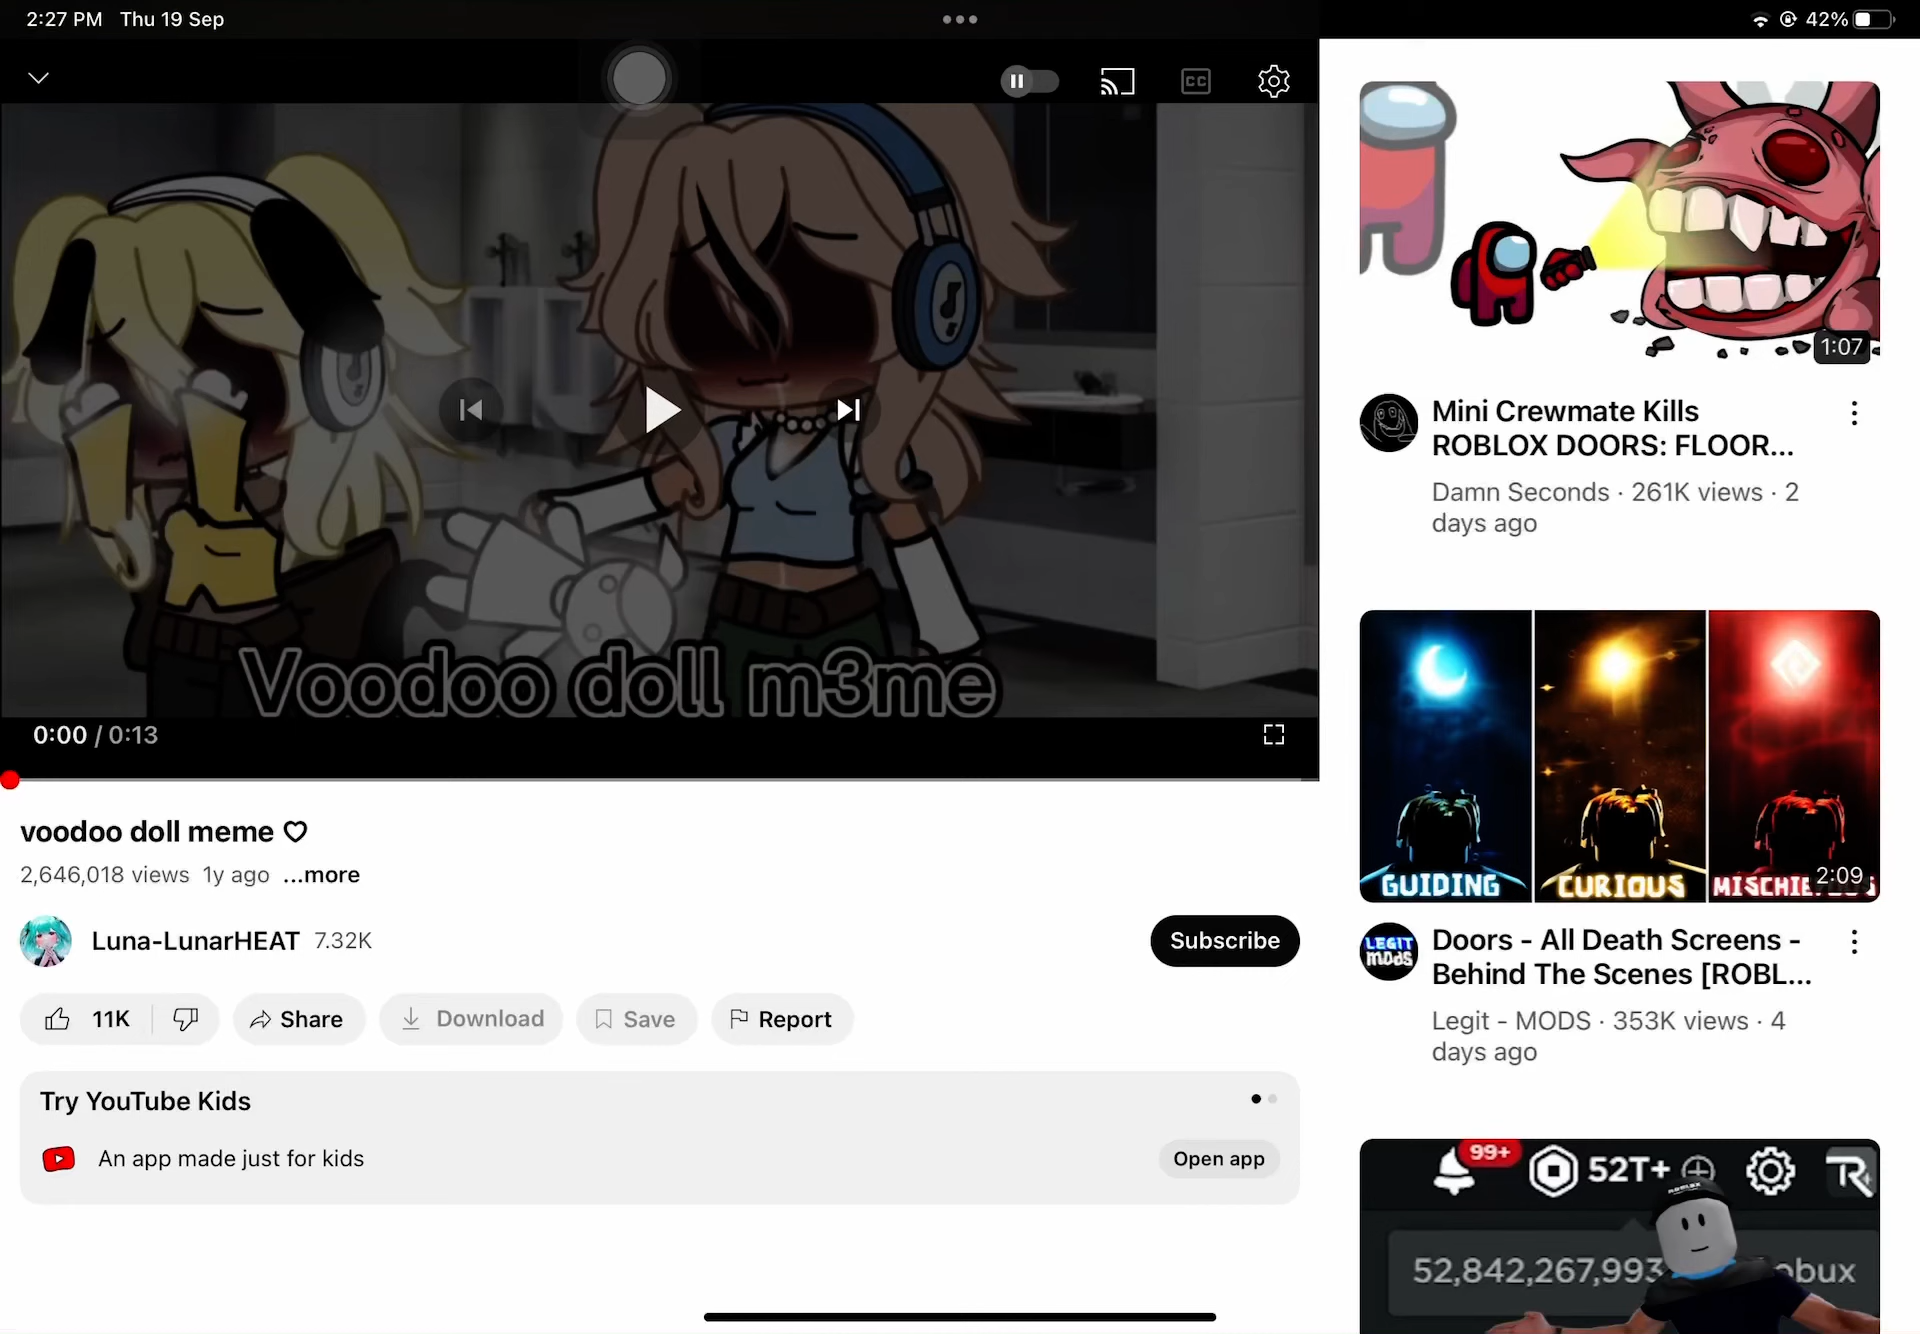 2:27 PM Thu 19 Sep
42%
CC
Voodoo doll m3me
0:00 / 0:13
voodoo doll meme ♡
2,646,018 views 1y ago ...more
Luna-LunarHEAT 7.32K
Subscribe
11K
Share
Download
Save
Report
Try YouTube Kids
An app made just for kids
Open app
1:07
Mini Crewmate Kills
ROBLOX DOORS: FLOOR...
Damn Seconds · 261K views · 2
days ago
GUIDING
CURIOUS
2:09
LEGIT
MODS
Doors - All Death Screens -
Behind The Scenes [ROBL...
Legit - MODS · 353K views · 4
days ago
99+
52T+
ROBLOX
52,842,267,993